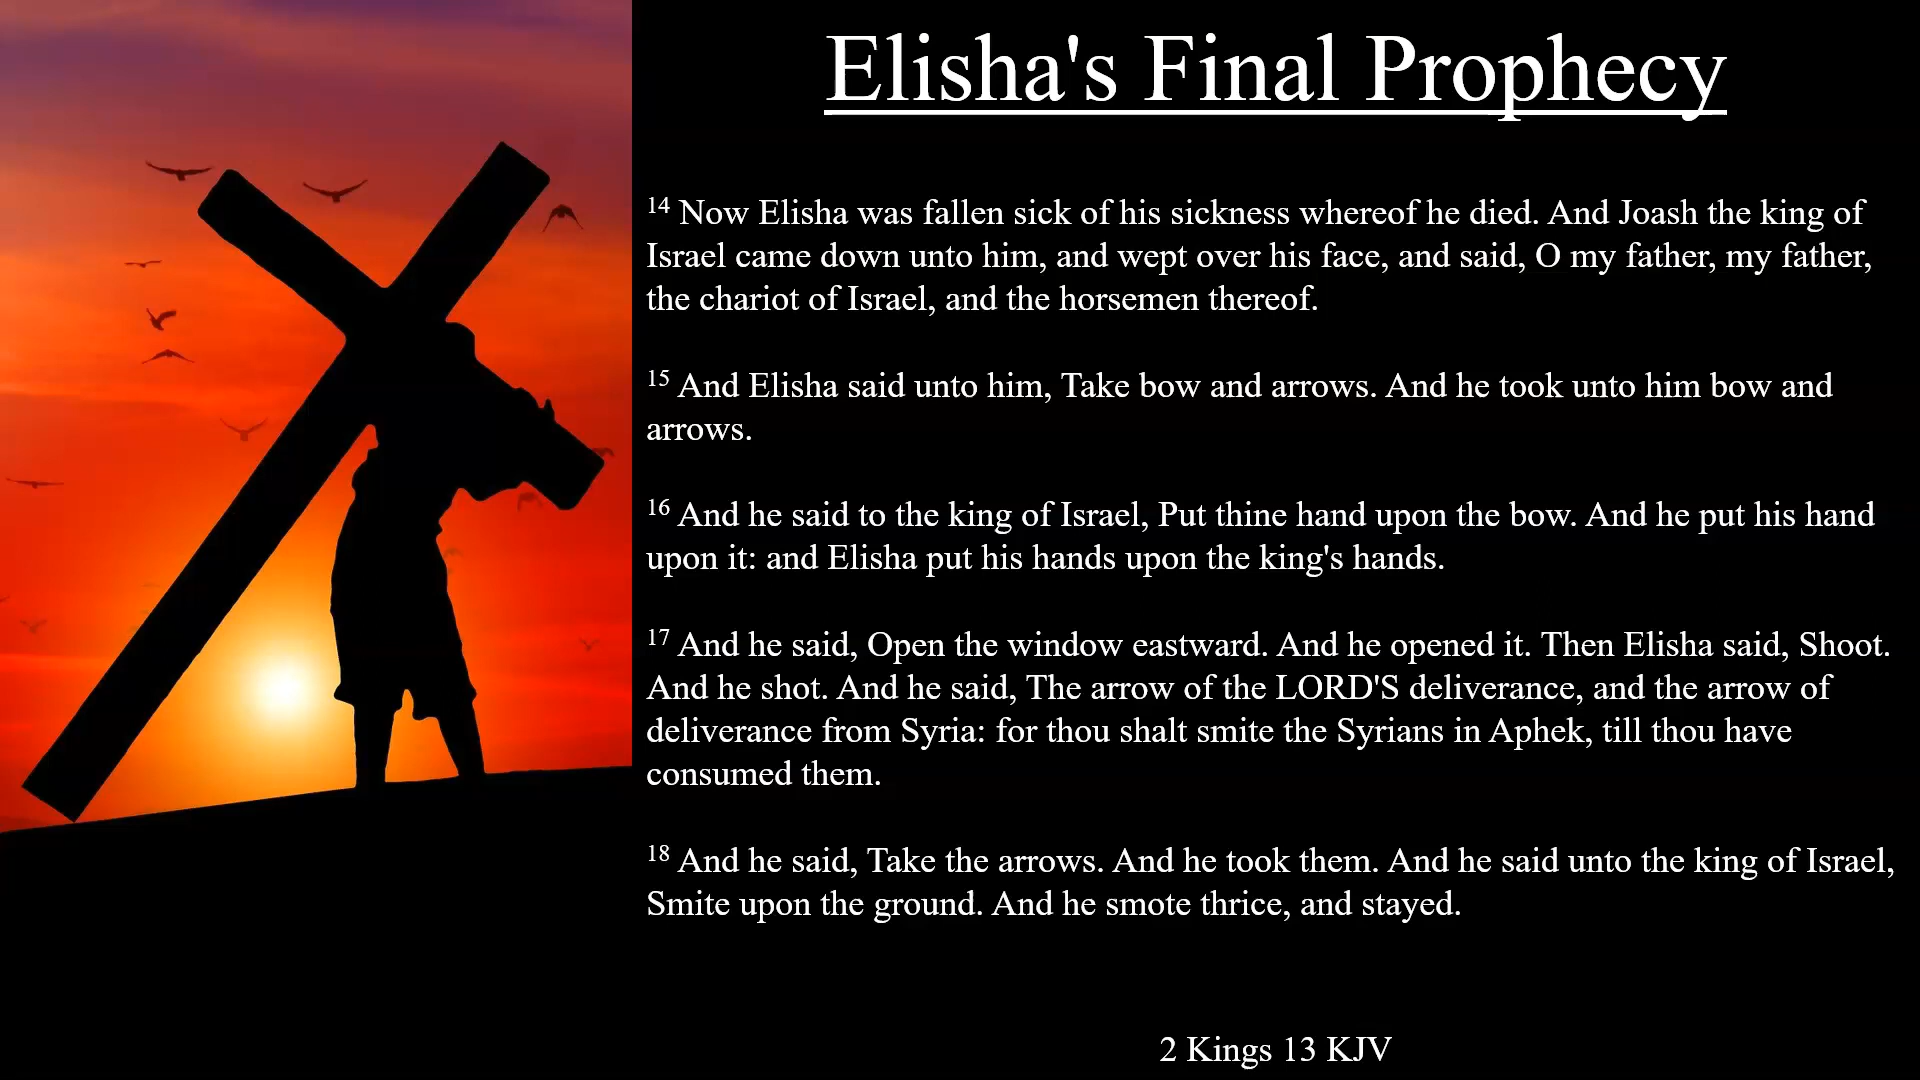 Elisha's Final Prophecy
14 Now Elisha was fallen sick of his sickness whereof he died. And Joash the king of
Israel came down unto him, and wept over his face, and said, O my father, my father,
the chariot of Israel, and the horsemen thereof.
15 And Elisha said unto him, Take bow and arrows. And he took unto him bow and
arrows.
16 And he said to the king of Israel, Put thine hand upon the bow. And he put his hand
upon it: and Elisha put his hands upon the king's hands.
17 And he said, Open the window eastward. And he opened it. Then Elisha said, Shoot.
And he shot. And he said, The arrow of the LORD'S deliverance, and the arrow of
deliverance from Syria: for thou shalt smite the Syrians in Aphek, till thou have
consumed them.
18 And he said, Take the arrows. And he took them. And he said unto the king of Israel,
Smite upon the ground. And he smote thrice, and stayed.
2 Kings 13 KJV